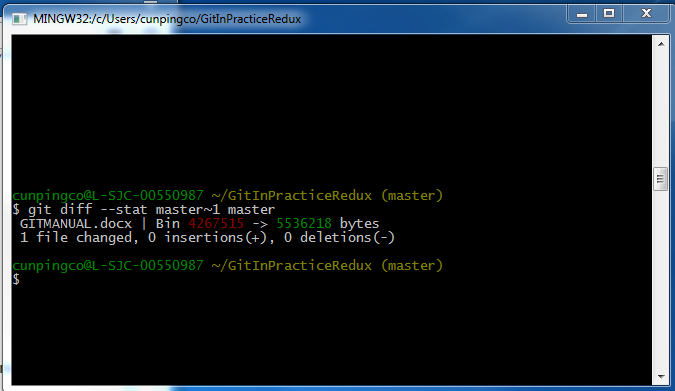 MINGW32:/c/Users/cunpingco/GitInPracticeRedux
cunpingco@L-SJC-00550987 ~/GitInPracticeRedux (master)
$ git diff --stat master~1 master
GITMANUAL.docx | Bin 4267515 -> 5536218 bytes
1 file changed, 0 insertions(+), 0 deletions(-)
cunpingco@L-SJC-00550987 ~/GitInPracticeRedux (master)
$